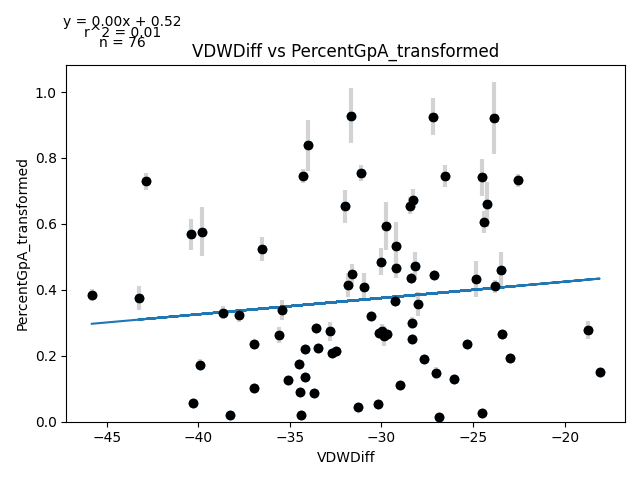 y = 0.00x + 0.52
r^2 = 0.01
n = 76
VDWDiff vs PercentGpA_transformed
PercentGpA_transformed
1.0
0.8
0.6
0.4
0.2
0.0
−45
−40
−35
−30
−25
−20
VDWDiff